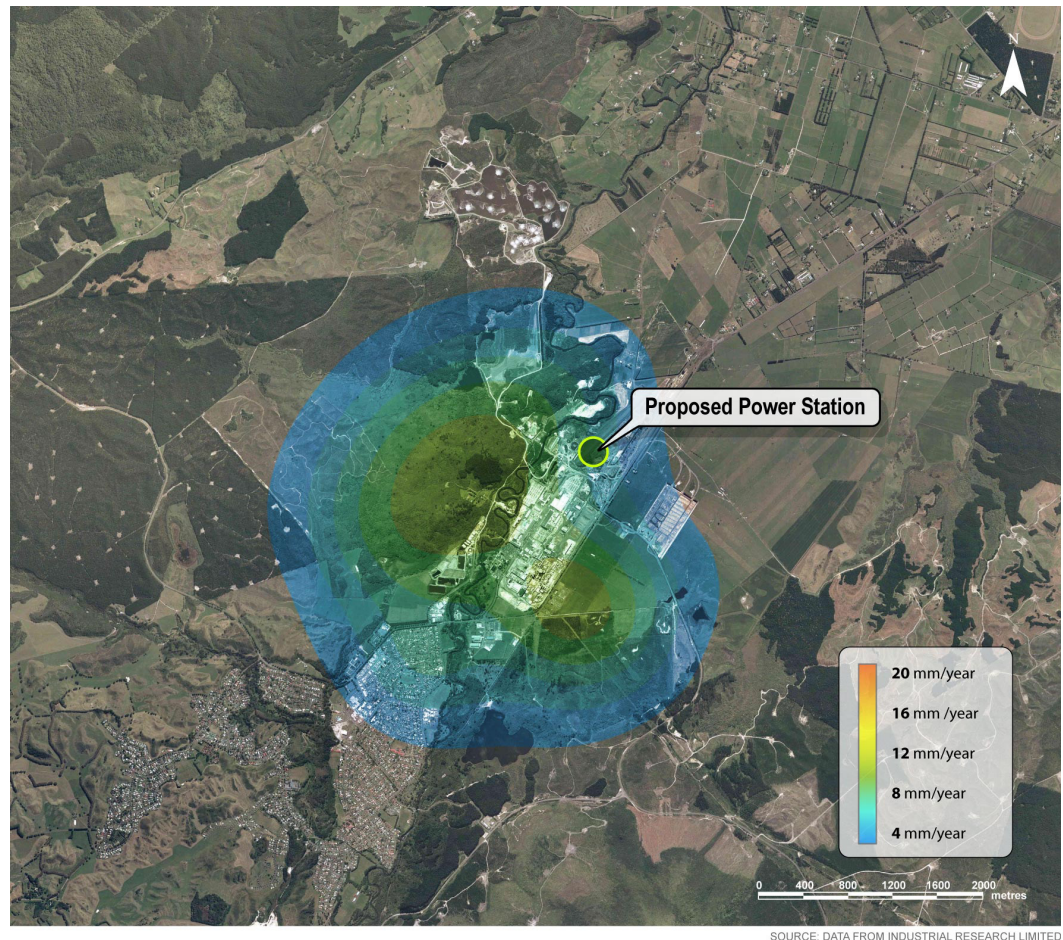 N
Proposed Power Station
20 mm/year
16 mm /year
12 mm/year
8 mm/year
4 mm/year
0 400 800 1200 1600 2000
metres
SOURCE: DATA FROM INDUSTRIAL RESEARCH LIMITED